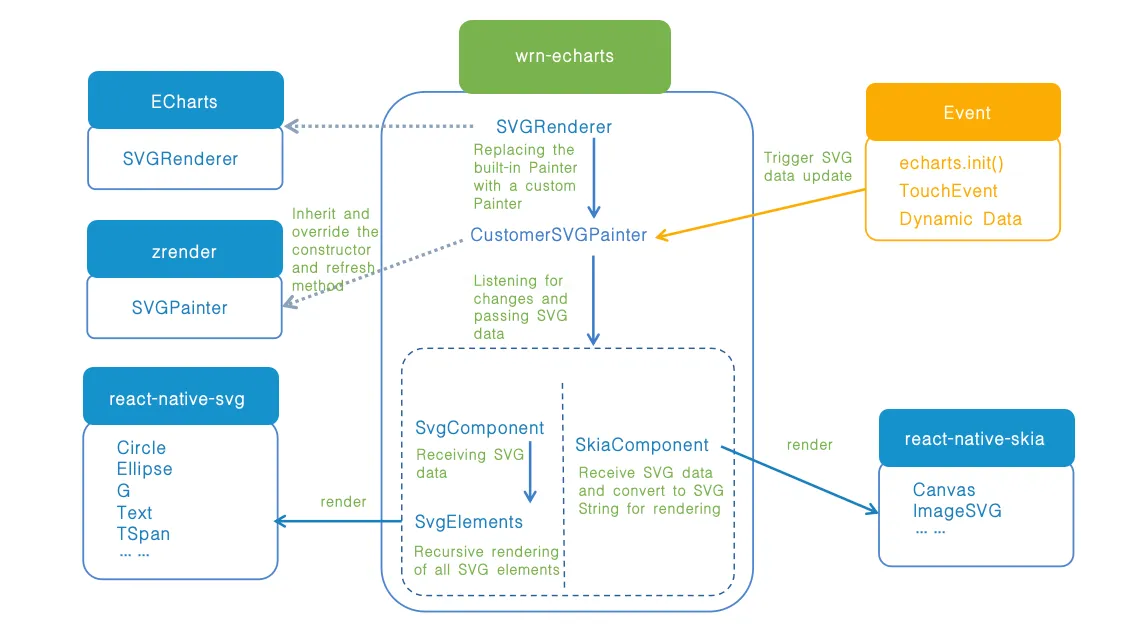 wrn-echarts
ECharts
SVGRenderer
zrender
SVGPainter
react-native-svg
Circle
Ellipse
G
Text
TSpan
... ...
Inherit and
override the
constructor
and refresh
method
SVGRenderer
Replacing the
built-in Painter
with a custom
Painter
CustomerSVGPainter
Listening for
changes and
passing SVG
data
SvgComponent
Receiving SVG
data
SvgElements
Recursive rendering
of all SVG elements
SkiaComponent
Receive SVG data
and convert to SVG
String for rendering
render
render
Trigger SVG
data update
Event
echarts.init()
TouchEvent
Dynamic Data
react-native-skia
Canvas
ImageSVG
... ...